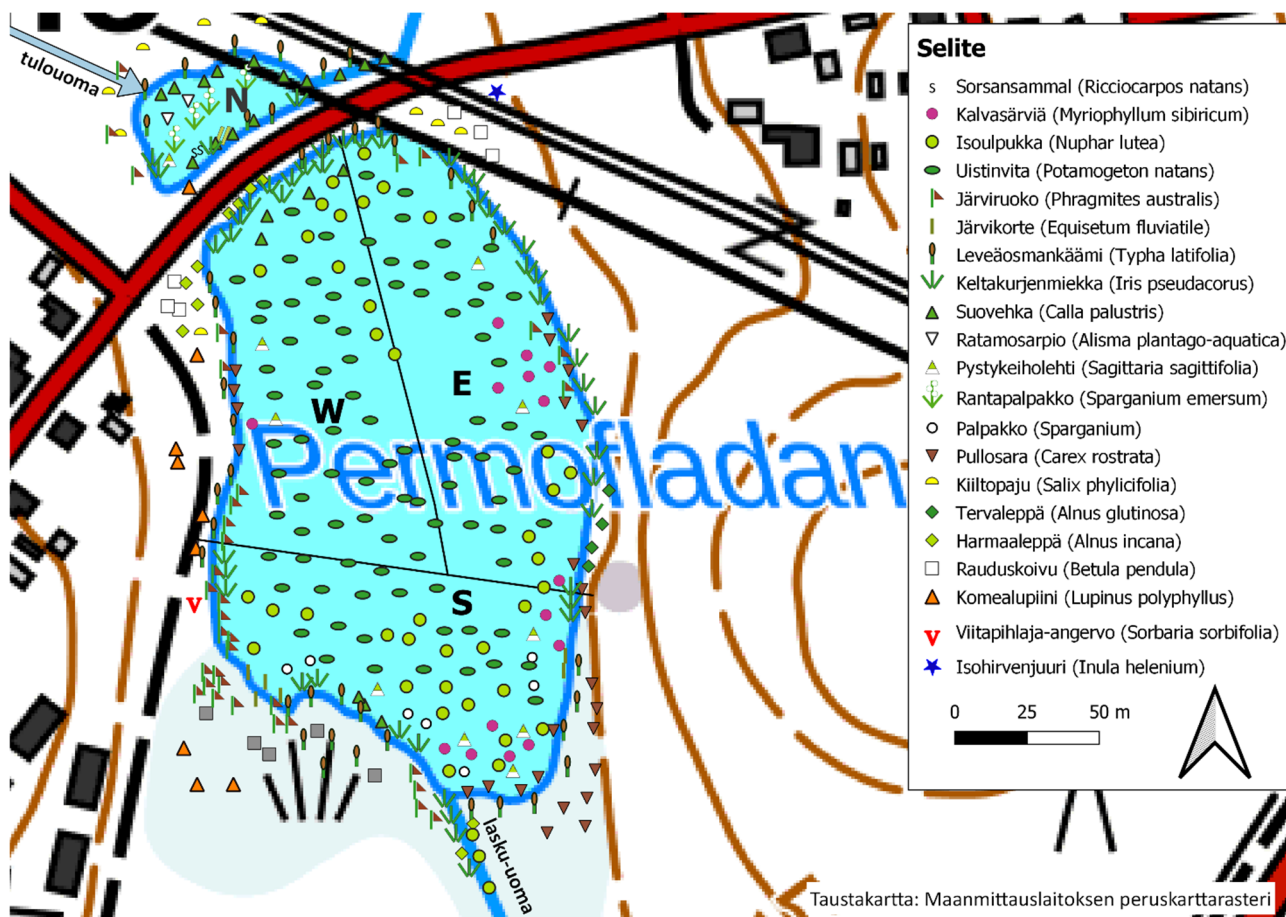 tulouoma
N
ss
W
E
Permofladan
S
v
lasku-uoma
Selite
s Sorsansammal (Ricciocarpos natans)
Kalvasärviä (Myriophyllum sibiricum)
Isoulpukka (Nuphar lutea)
Uistinvita (Potamogeton natans)
Järviruoko (Phragmites australis)
Järvikorte (Equisetum fluviatile)
Leveäosmankäämi (Typha latifolia)
Keltakurjenmiekka (Iris pseudacorus)
Suovehka (Calla palustris)
Ratamosarpio (Alisma plantago-aquatica)
Pystykeiholehti (Sagittaria sagittifolia)
Rantapalpakko (Sparganium emersum)
Palpakko (Sparganium)
Pullosara (Carex rostrata)
Kiiltopaju (Salix phylicifolia)
Tervaleppä (Alnus glutinosa)
Harmaaleppä (Alnus incana)
Rauduskoivu (Betula pendula)
Komealupiini (Lupinus polyphyllus)
v Viitapihlaja-angervo (Sorbaria sorbifolia)
Isohirvenjuuri (Inula helenium)
0 25 50 m
Taustakartta: Maanmittauslaitoksen peruskarttarasteri